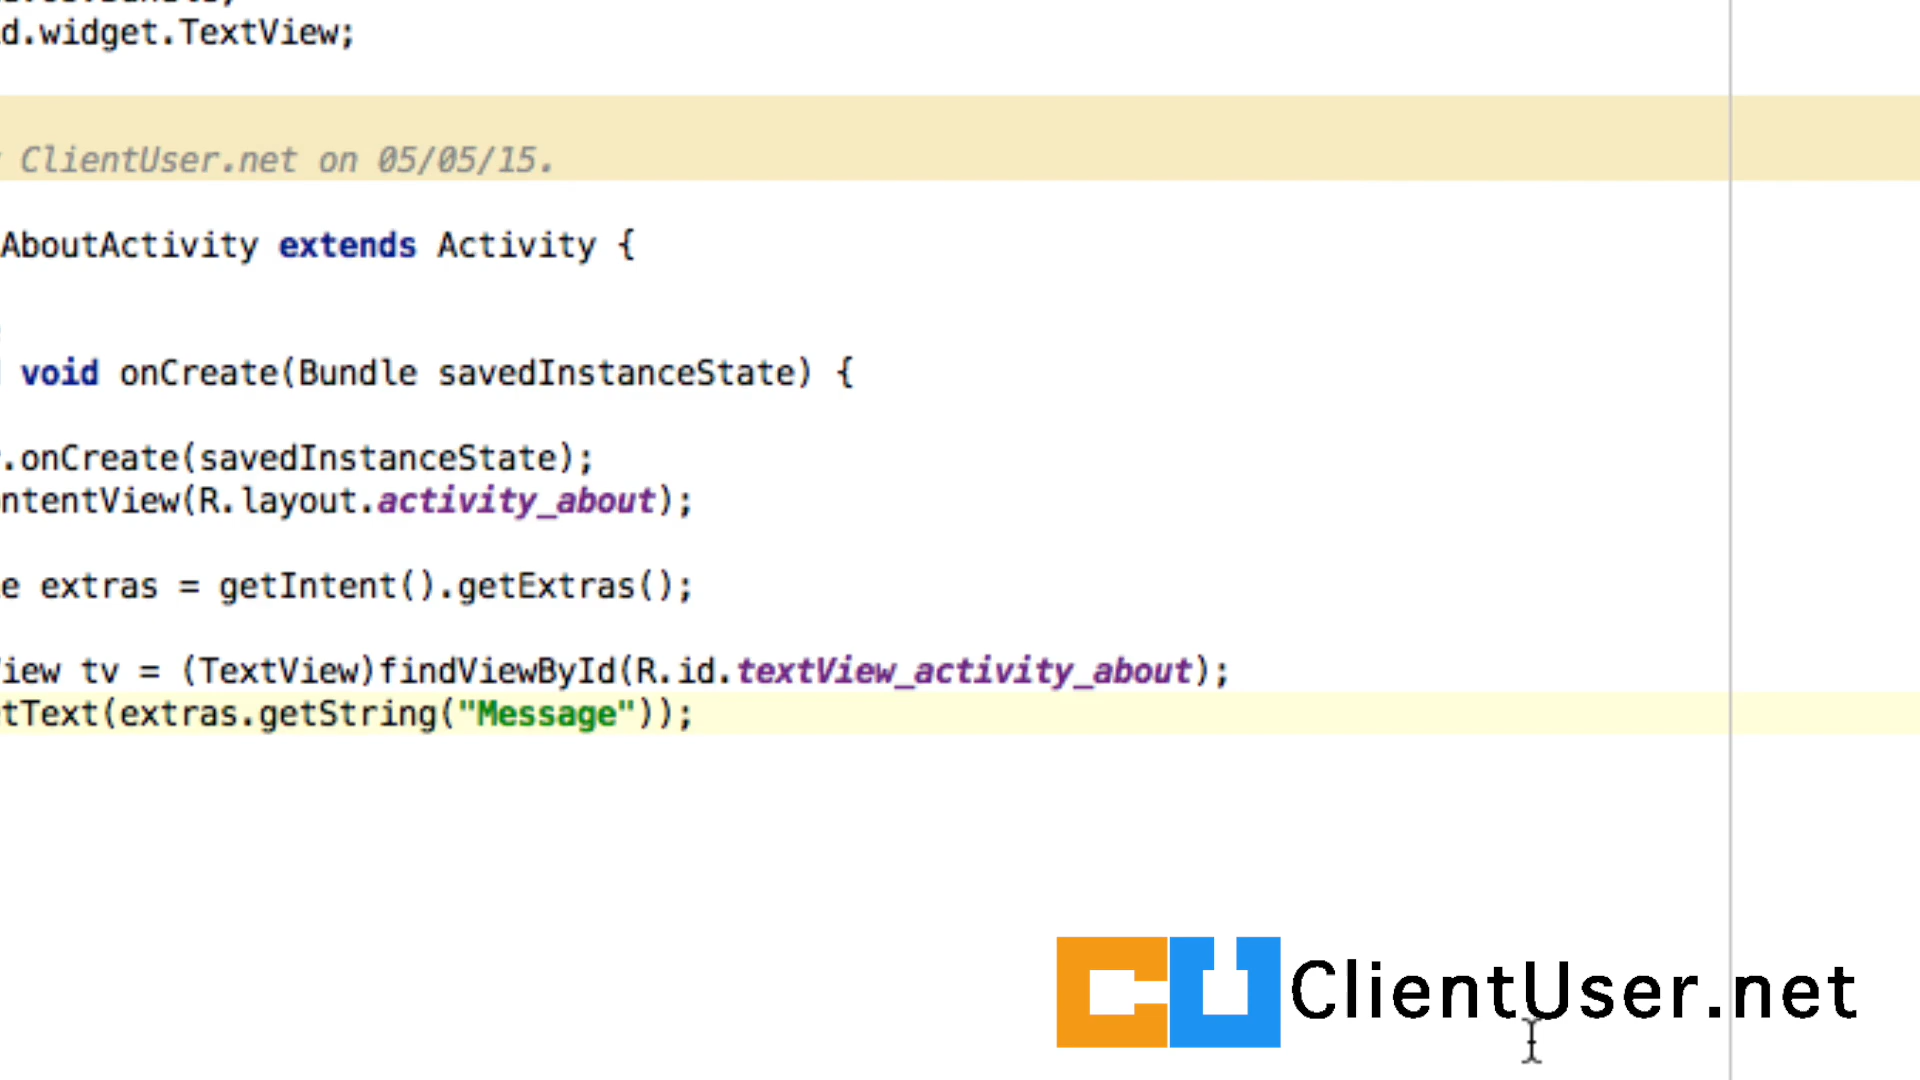 d.widget.TextView;
ClientUser.net on 05/05/15.
AboutActivity extends Activity {
void onCreate(Bundle savedInstanceState) {
.onCreate(savedInstanceState);
ntentView(R.layout.activity_about);
e extras = getIntent().getExtras();
iew tv = (TextView)findViewById(R.id.textView_activity_about);
tText(extras.getString("Message"));
CU ClientUser.net